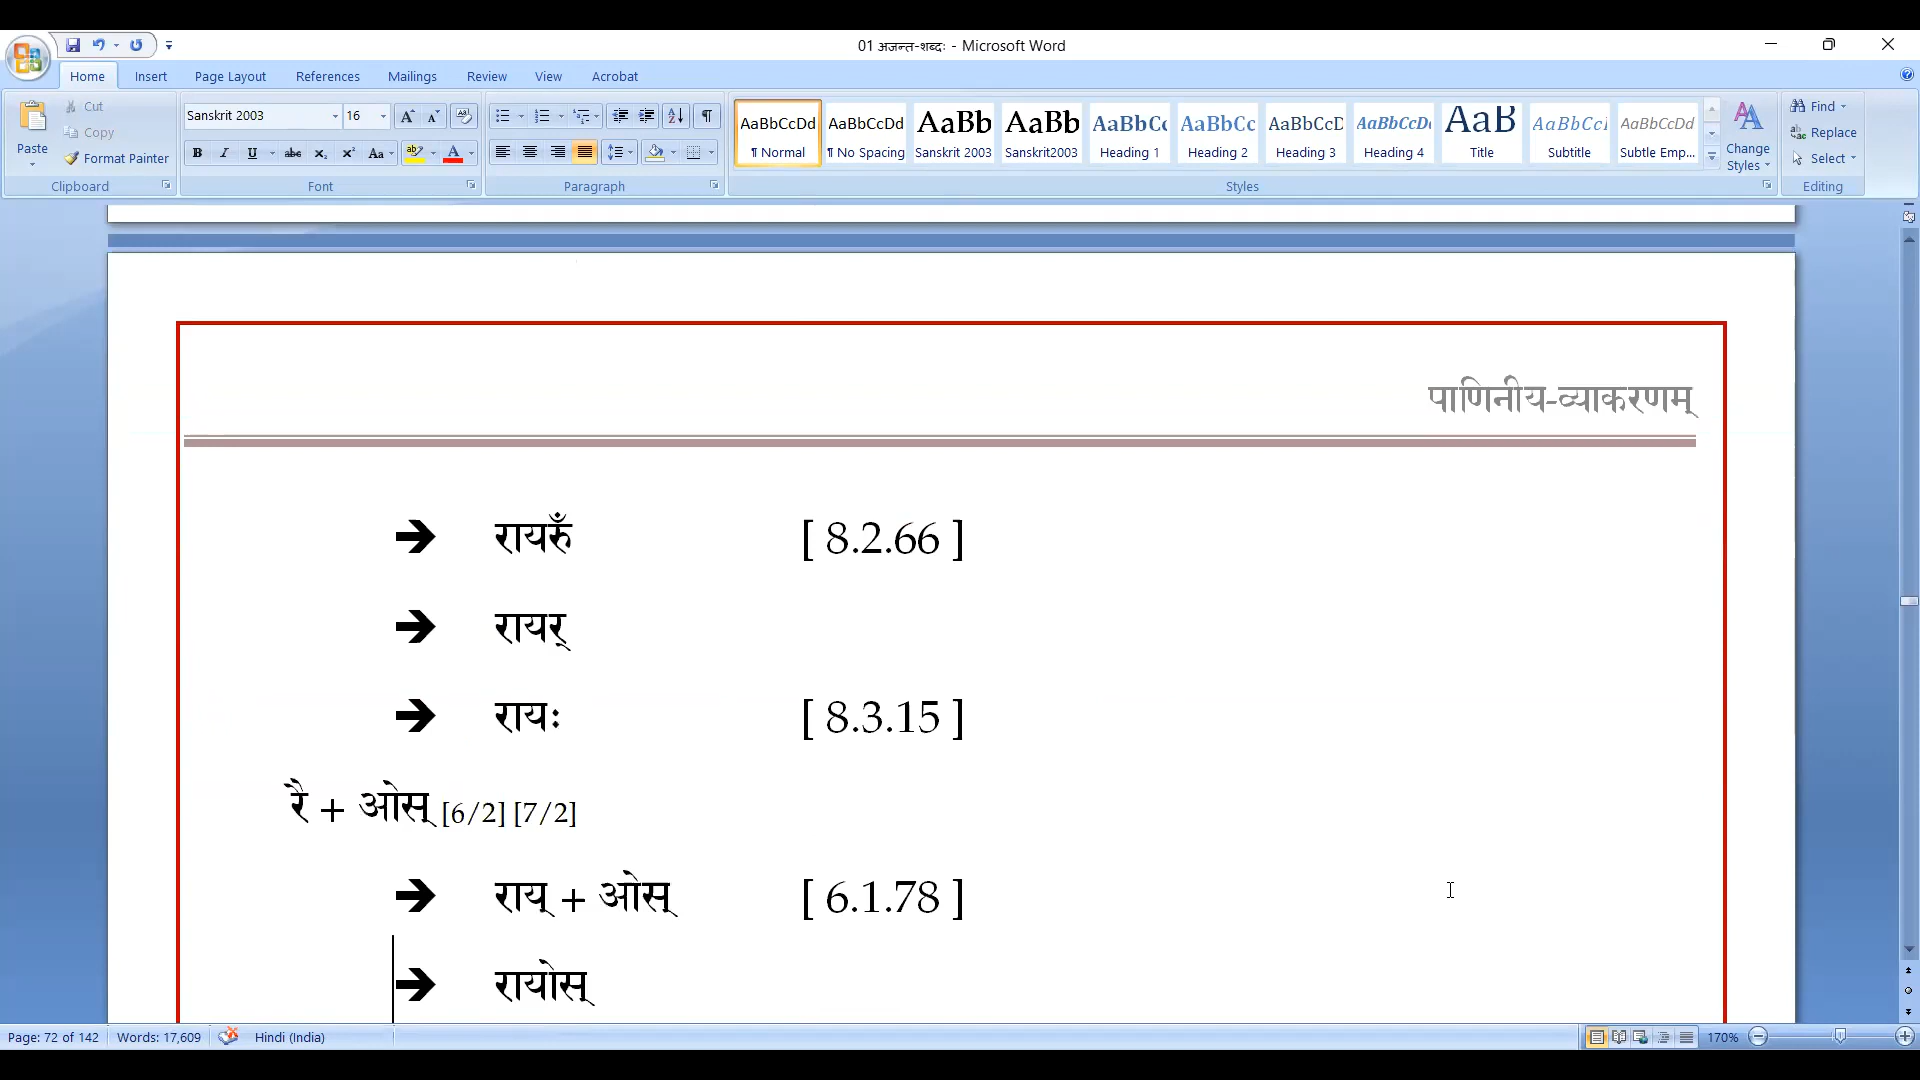 01 अजन्त-शब्दः - Microsoft Word
Home Insert Page Layout References Mailings Review View Acrobat
Paste
Cut
Copy
Format Painter
Clipboard
Sanskrit 2003 16
Font
Paragraph
AaBbCcDd AaBbCcDd AaBb AaBb AaBbCc AaBbCc AaBbCcD AaBbCcDd AaB AaBbCcI AaBbCcDd
¶ Normal ¶ No Spacing Sanskrit 2003 Sanskrit2003 Heading 1 Heading 2 Heading 3 Heading 4 Title Subtitle Subtle Emp...
Change Styles
Styles
Find
Replace
Select
Editing
पाणिनीय-व्याकरणम्
➔ रायरुँ [ 8.2.66 ]
➔ रायर्
➔ रायः [ 8.3.15 ]
रै + ओस् [6/2] [7/2]
➔ राय् + ओस् [ 6.1.78 ]
➔ रायोस्
Page: 72 of 142 Words: 17,609 Hindi (India) 170%